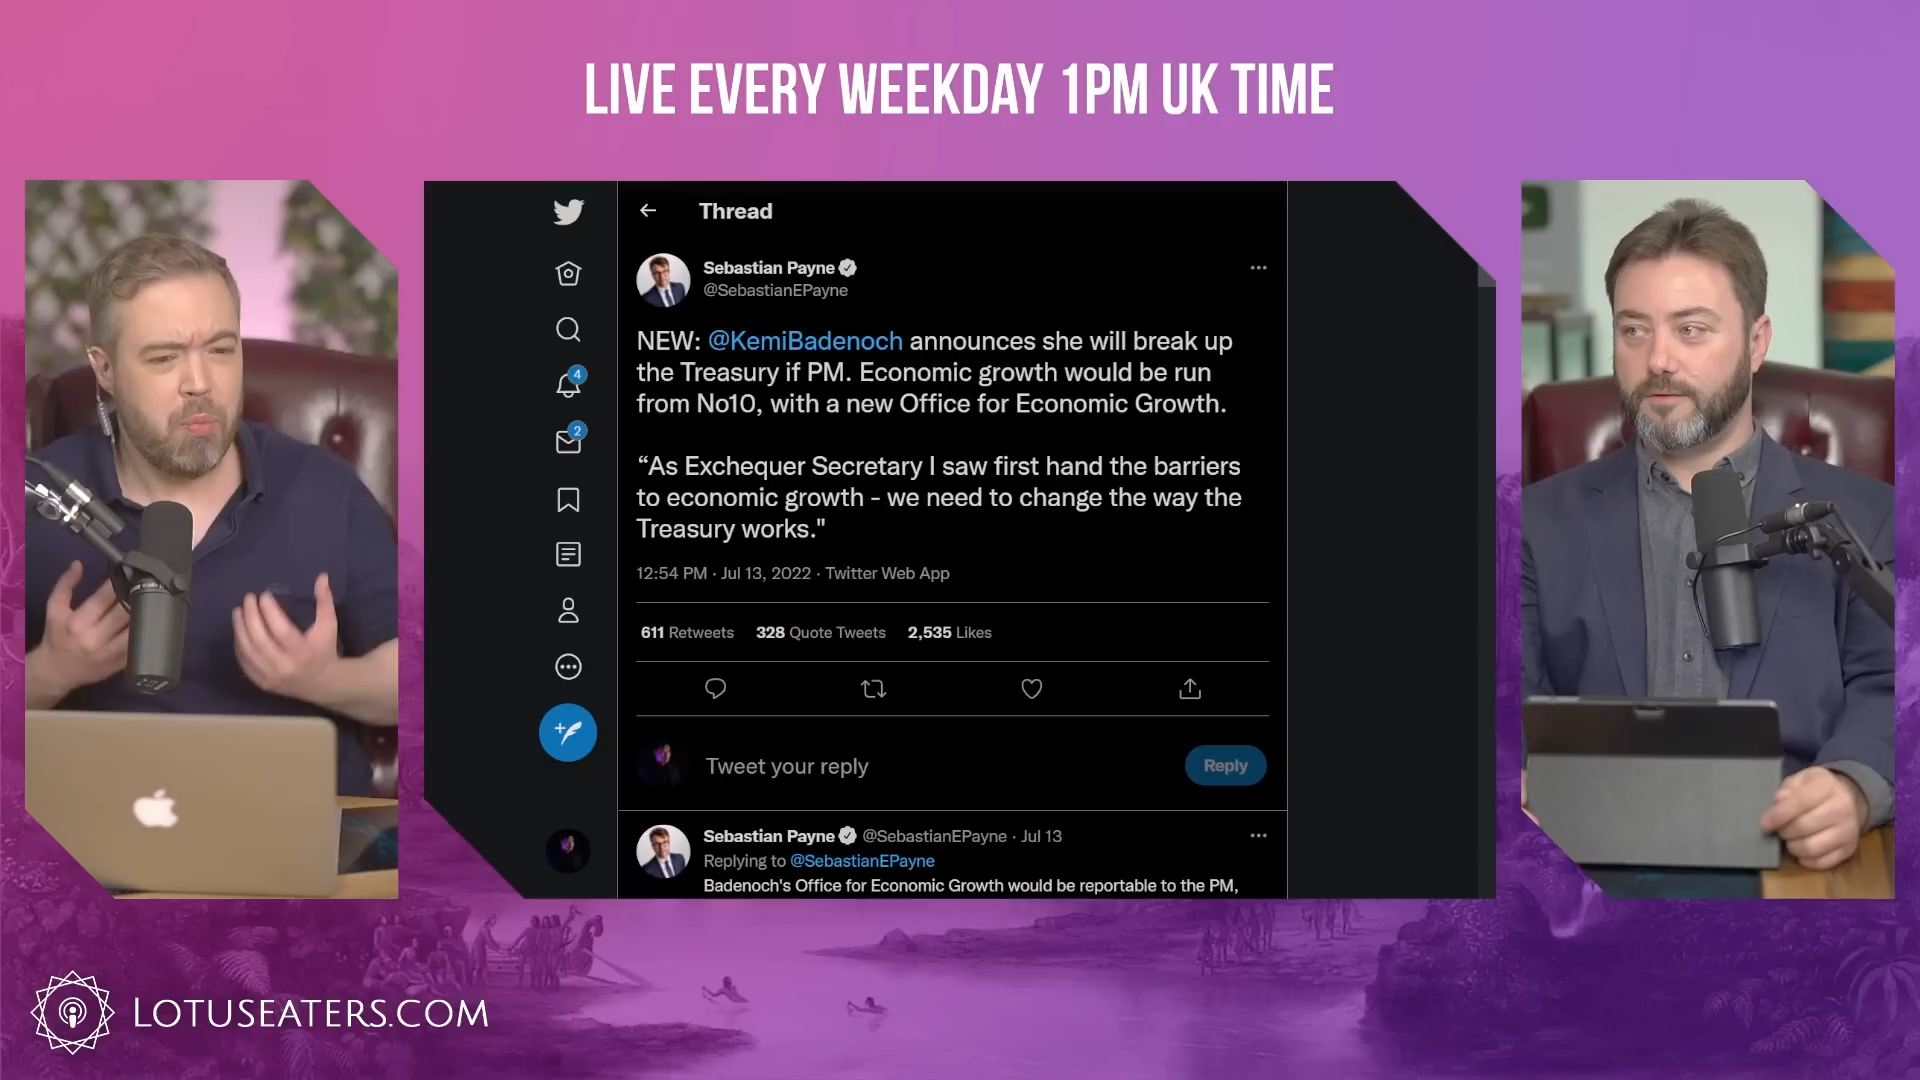 LIVE EVERY WEEKDAY 1PM UK TIME
Thread
Sebastian Payne
@SebastianEPayne
NEW: @KemiBadenoch announces she will break up
the Treasury if PM. Economic growth would be run
from No10, with a new Office for Economic Growth.
“As Exchequer Secretary I saw first hand the barriers
to economic growth - we need to change the way the
Treasury works."
12:54 PM · Jul 13, 2022 · Twitter Web App
611 Retweets 328 Quote Tweets 2,535 Likes
4
2
Tweet your reply
Reply
Sebastian Payne @SebastianEPayne · Jul 13
Replying to @SebastianEPayne
Badenoch's Office for Economic Growth would be reportable to the PM,
LOTUSEATERS.COM